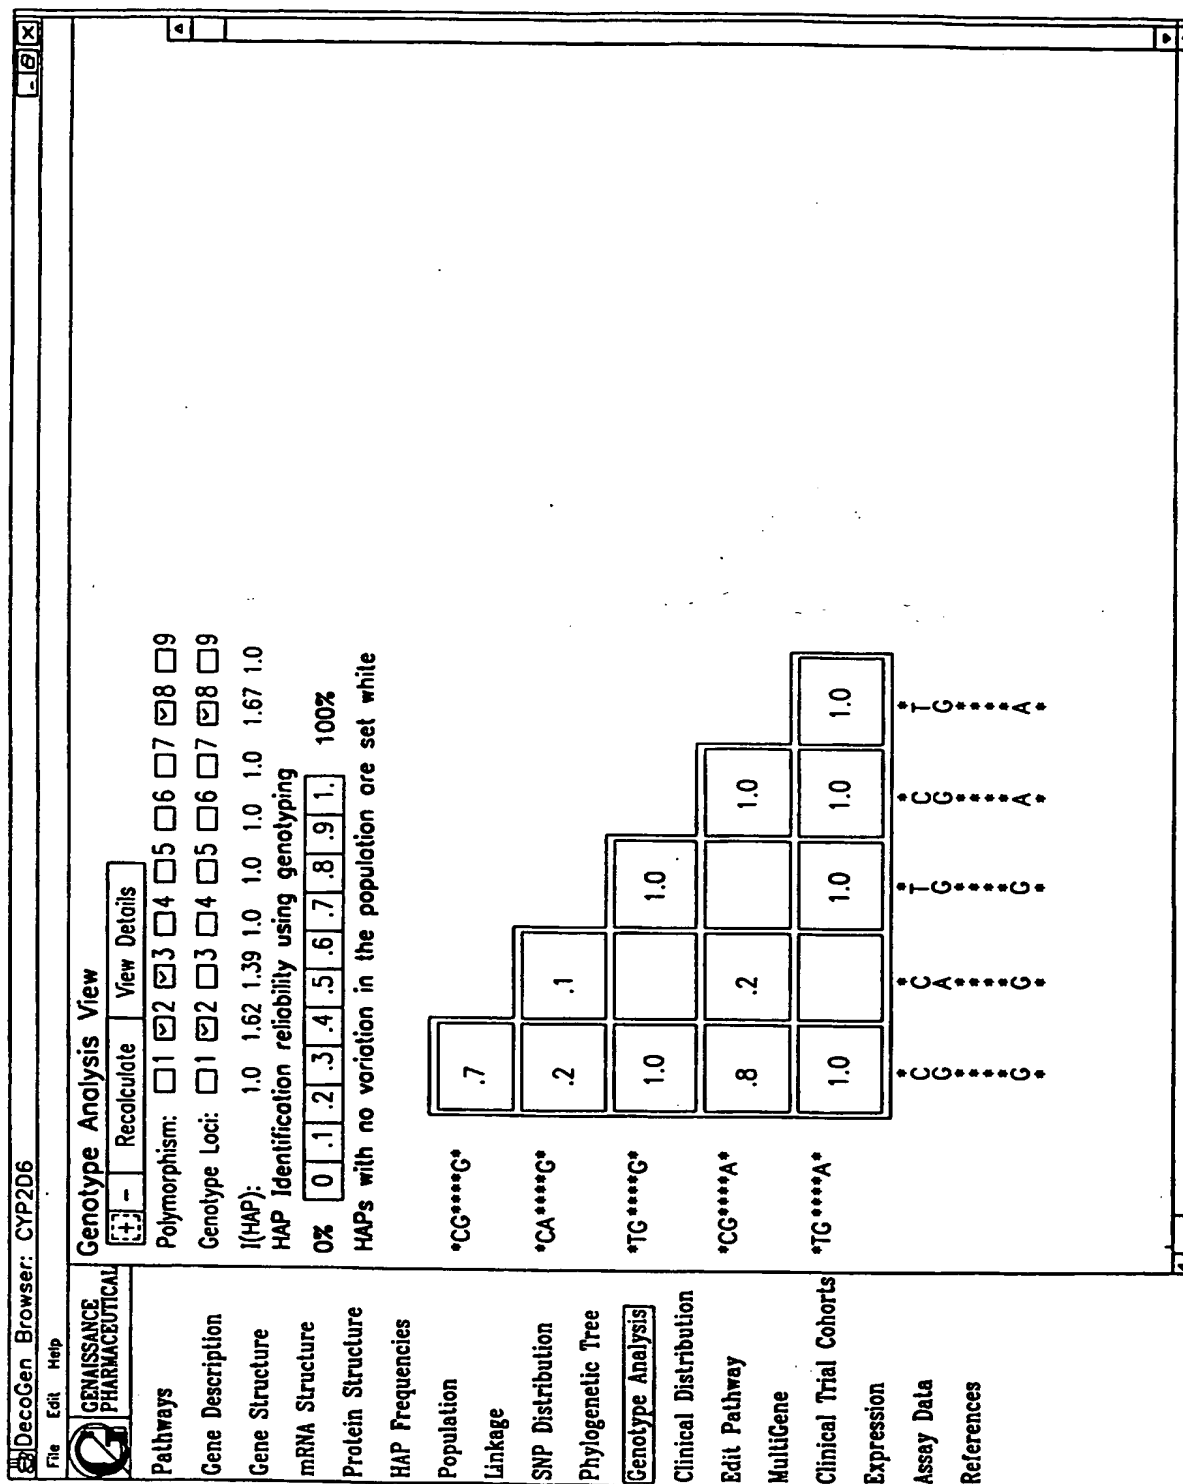 DecoGen Browser: CYP2D6
File Edit Help
GENAISSANCE
PHARMACEUTICAL
Pathways
Gene Description
Gene Structure
mRNA Structure
Protein Structure
HAP Frequencies
Population
Linkage
SNP Distribution
Phylogenetic Tree
Genotype Analysis
Clinical Distribution
Edit Pathway
MultiGene
Clinical Trial Cohorts
Expression
Assay Data
References
Genotype Analysis View
[+] - Recalculate View Details
Polymorphism: 1 2 3 4 5 6 7 8 9
Genotype Loci: 1 2 3 4 5 6 7 8 9
I(HAP): 1.0 1.62 1.39 1.0 1.0 1.0 1.0 1.67 1.0
HAP Identification reliability using genotyping
0% 0 .1 .2 .3 .4 .5 .6 .7 .8 .9 1. 100%
HAPs with no variation in the population are set white
*CG****G* .7
*CA****G* .2 .1
*TG****G* 1.0 1.0
*CG****A* .8 .2 1.0
*TG****A* 1.0 1.0 1.0 1.0
*CG****G* *CA****G* *TG****G* *CG****A* *TG****A*